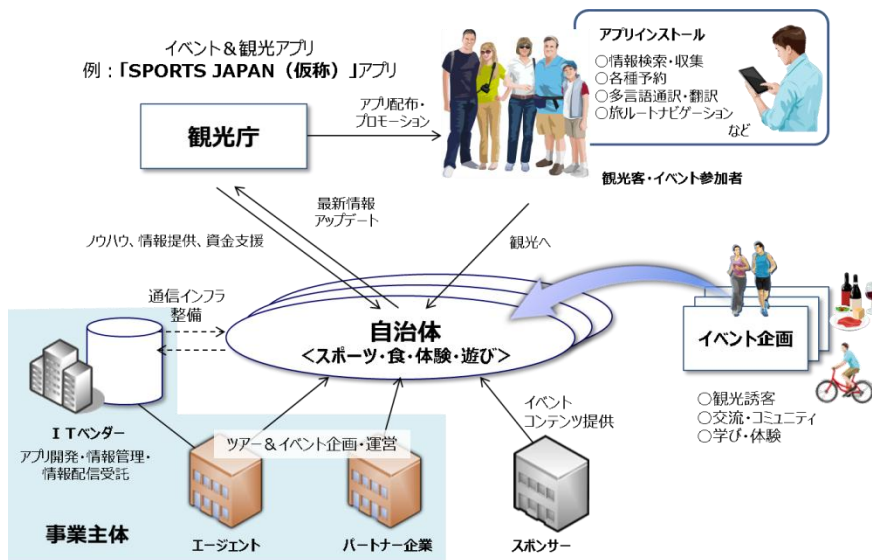 イベント＆観光アプリ
例：「SPORTS JAPAN（仮称）」アプリ
観光庁
アプリ配布・
プロモーション
アプリインストール
○情報検索・収集
○各種予約
○多言語通訳・翻訳
○旅ルートナビゲーション
など
観光客・イベント参加者
最新情報
アップデート
ノウハウ、情報提供、資金支援
観光へ
通信インフラ
整備
自治体
＜スポーツ・食・体験・遊び＞
イベント企画
○観光誘客
○交流・コミュニティ
○学び・体験
イベント
コンテンツ提供
ＩＴベンダー
アプリ開発・情報管理・
情報配信受託
ツアー＆イベント企画・運営
事業主体
エージェント
パートナー企業
スポンサー